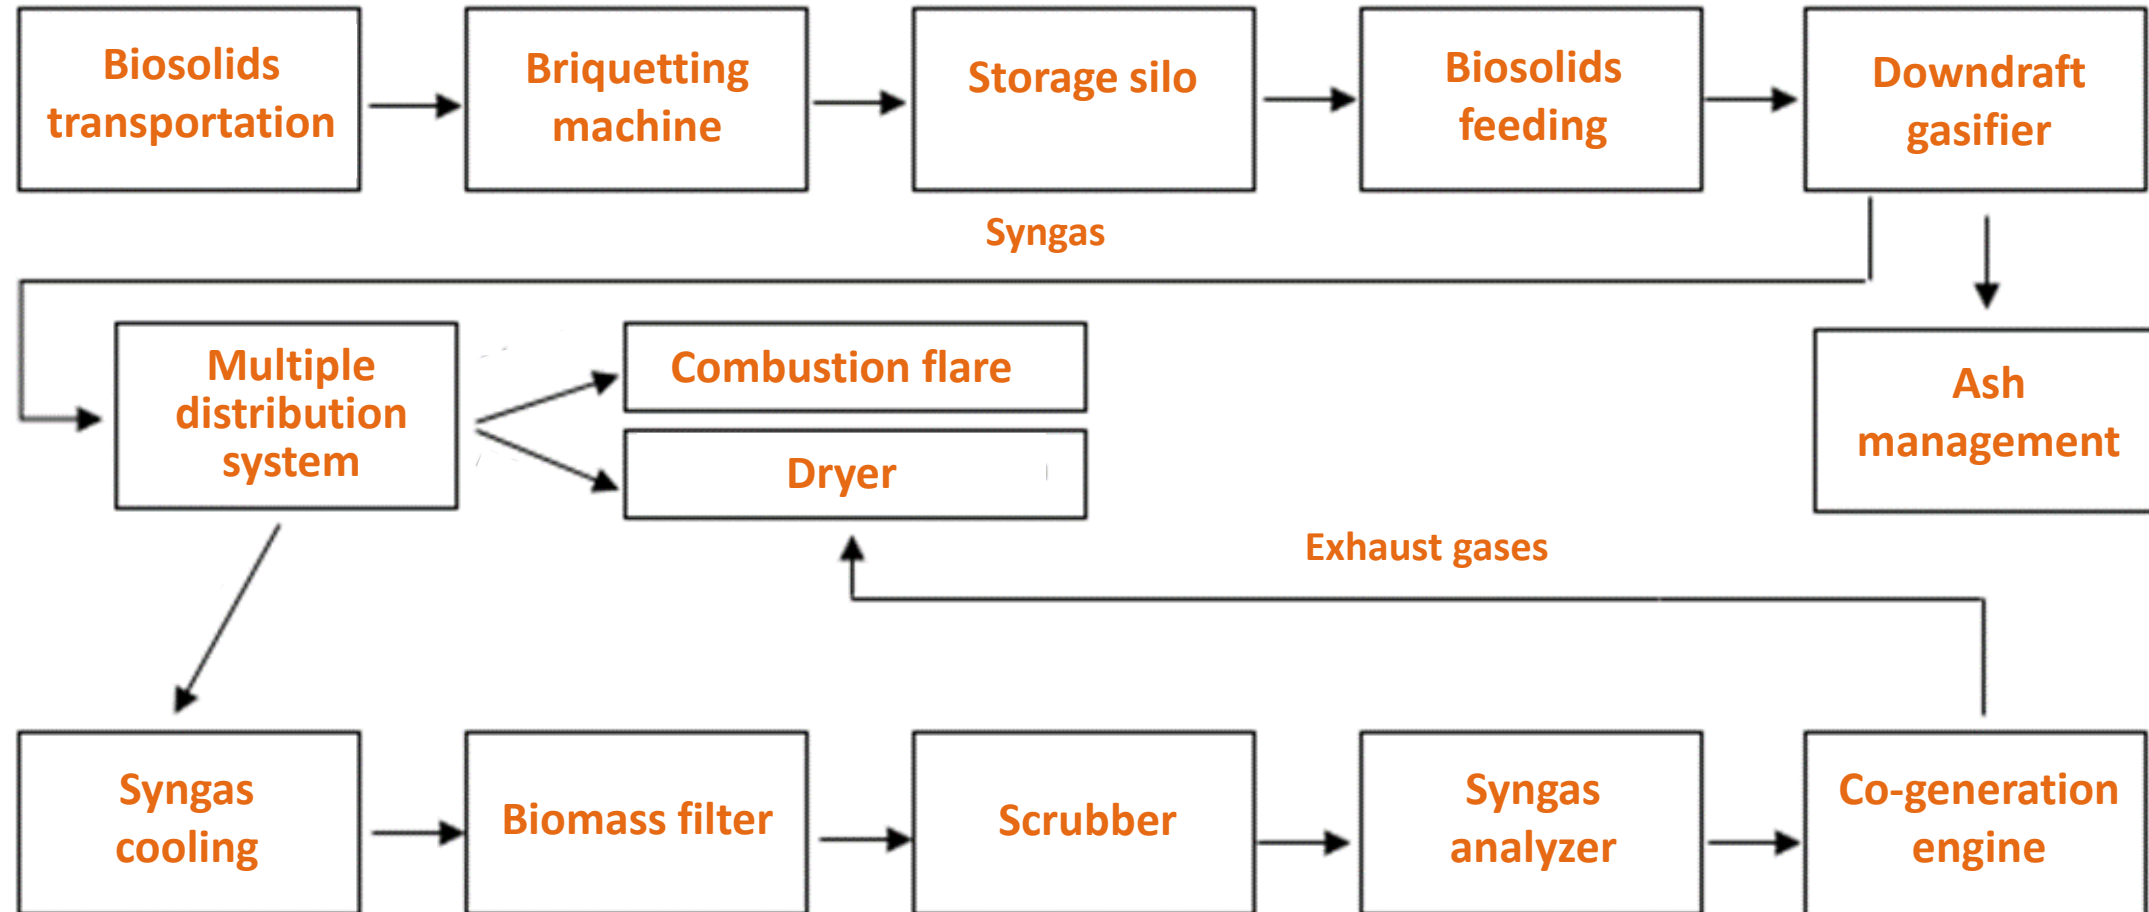 Biosolids
transportation
Briquetting
machine
Storage silo
Biosolids
feeding
Downdraft
gasifier
Syngas
Multiple
distribution
system
Combustion flare
Dryer
Ash
management
Exhaust gases
Syngas
cooling
Biomass filter
Scrubber
Syngas
analyzer
Co-generation
engine